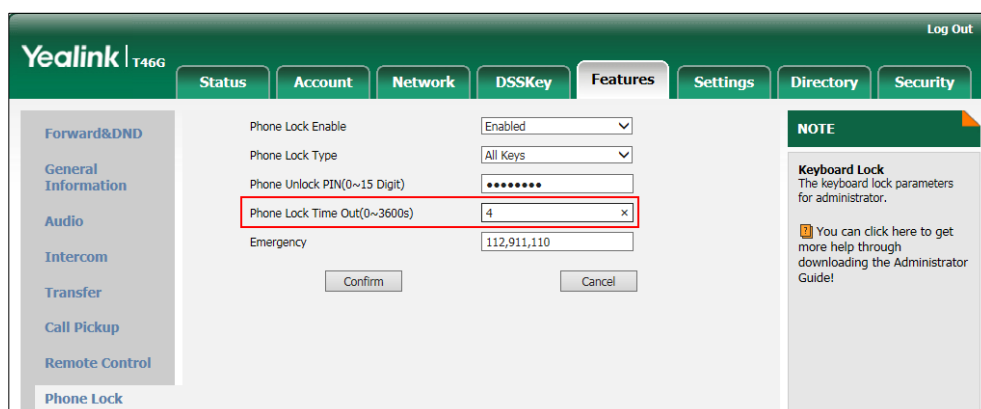 Log Out
Yealink | T46G
Status Account Network DSSKey Features Settings Directory Security
Forward&DND
General
Information
Audio
Intercom
Transfer
Call Pickup
Remote Control
Phone Lock
Phone Lock Enable Enabled
Phone Lock Type All Keys
Phone Unlock PIN(0~15 Digit) ••••••••
Phone Lock Time Out(0~3600s) 4 ×
Emergency 112,911,110
Confirm Cancel
NOTE
Keyboard Lock
The keyboard lock parameters
for administrator.
? You can click here to get
more help through
downloading the Administrator
Guide!